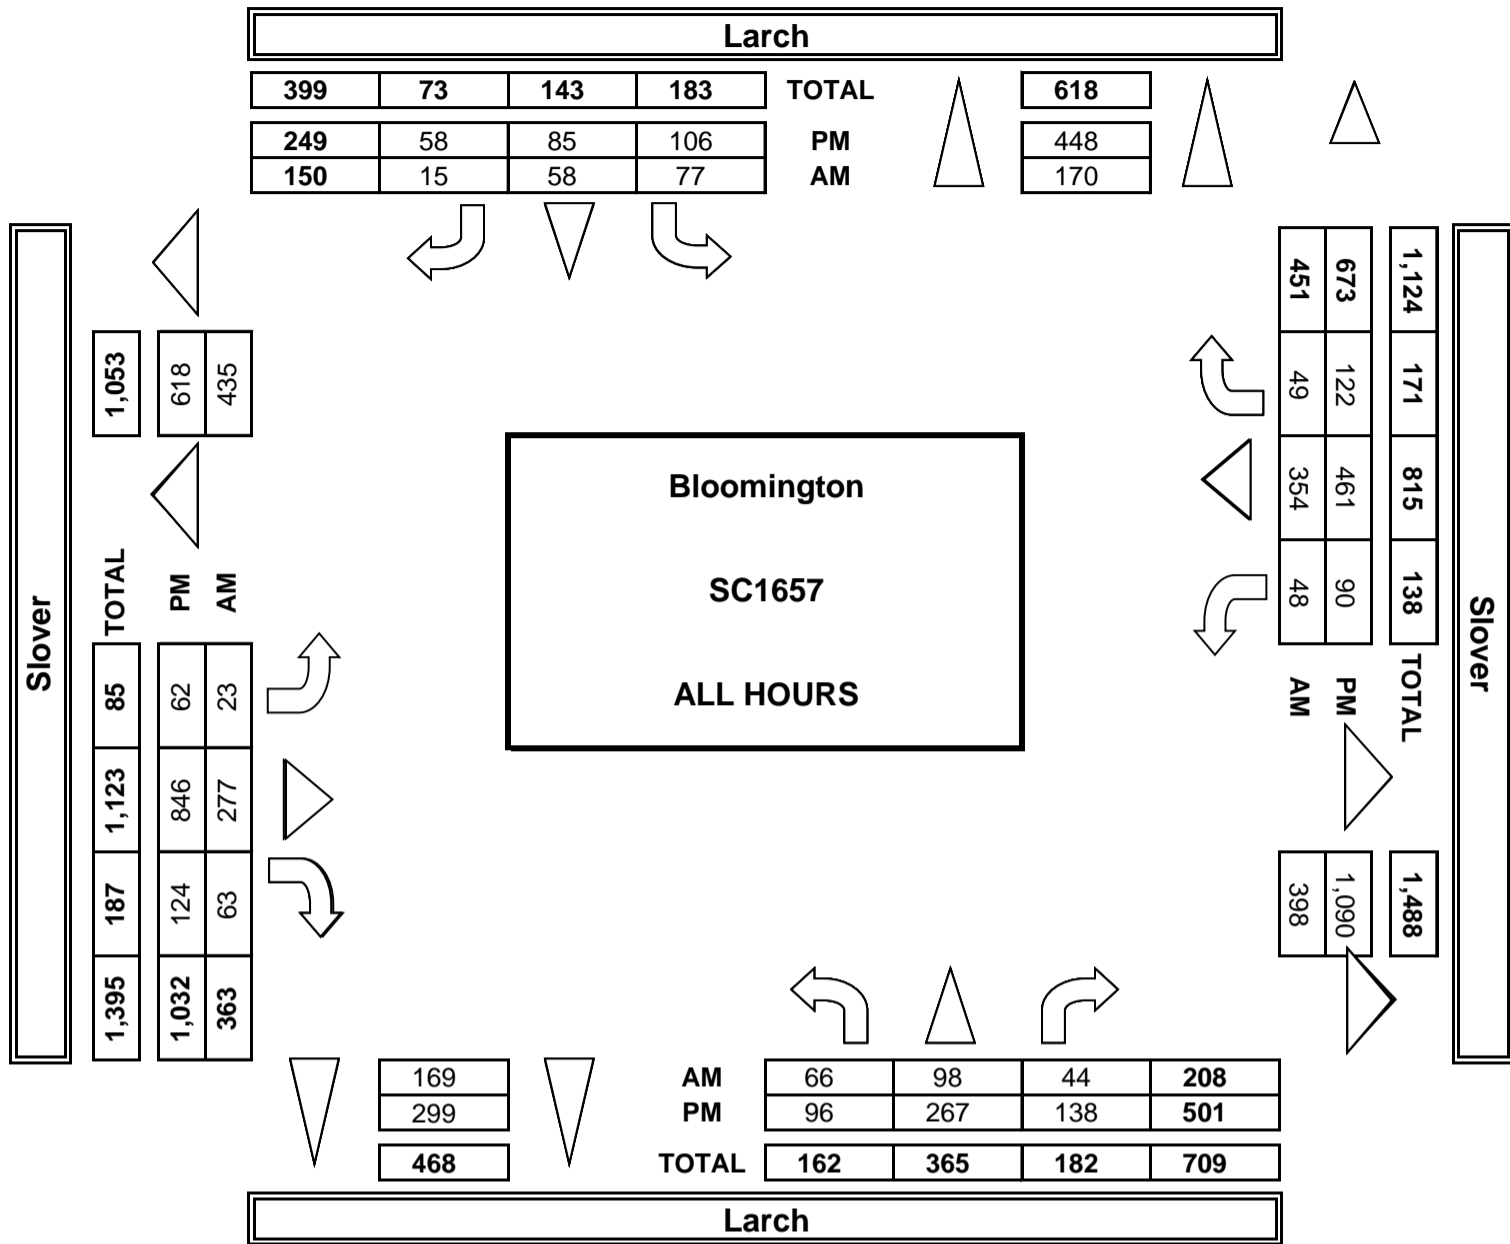 Larch
399 73 143 183 TOTAL 618
249 58 85 106 PM 448
150 15 58 77 AM 170
Slover
1,053
618
435
TOTAL PM AM
85 1,123 187 1,395
62 846 124 1,032
23 277 63 363
Bloomington
SC1657
ALL HOURS
1,124 171 815 138 TOTAL
673 122 461 90 PM
451 49 354 48 AM
1,488
1,090
398
Slover
169 AM 66 98 44 208
299 PM 96 267 138 501
468 TOTAL 162 365 182 709
Larch